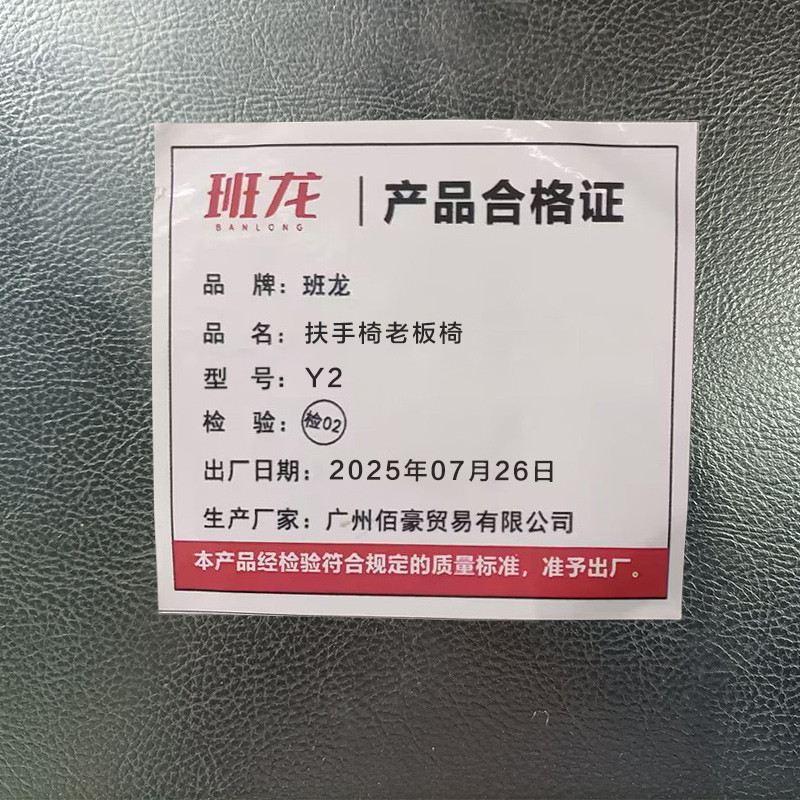 班龙 | 产品合格证
BANLONG
品 牌：班龙
品 名：扶手椅老板椅
型 号：Y2
检 验：检02
出厂日期：2025年07月26日
生产厂家：广州佰豪贸易有限公司
本产品经检验符合规定的质量标准，准予出厂。